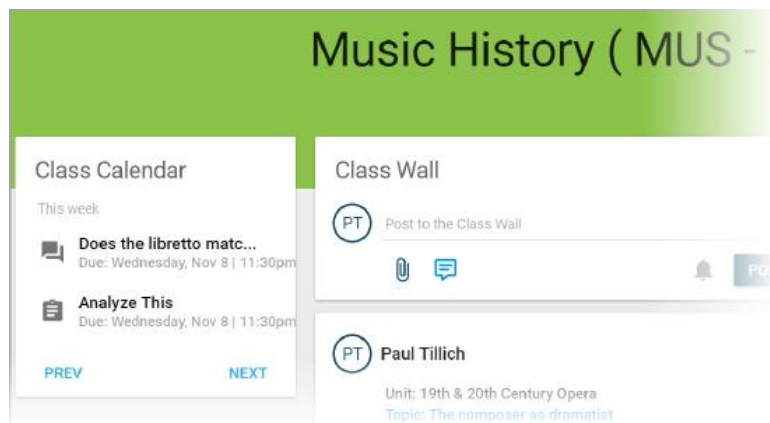 Music History ( MUS -
Class Calendar
This week
Does the libretto matc...
Due: Wednesday, Nov 8 | 11:30pm
Analyze This
Due: Wednesday, Nov 8 | 11:30pm
PREV NEXT
Class Wall
PT Post to the Class Wall
PO
PT Paul Tillich
Unit: 19th & 20th Century Opera
Topic: The composer as dramatist